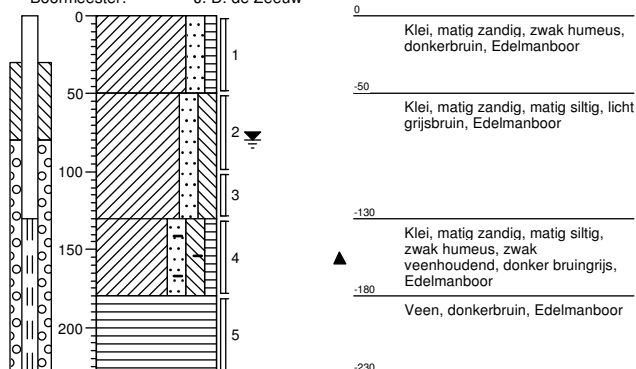 Boormeester: J. D. de Zeeuw
0
50
100
150
200
1
2
3
4
5
0
Klei, matig zandig, zwak humeus,
donkerbruin, Edelmanboor
-50
Klei, matig zandig, matig siltig, licht
grijsbruin, Edelmanboor
-130
Klei, matig zandig, matig siltig,
zwak humeus, zwak
veenhoudend, donker bruingrijs,
Edelmanboor
-180
Veen, donkerbruin, Edelmanboor
-230